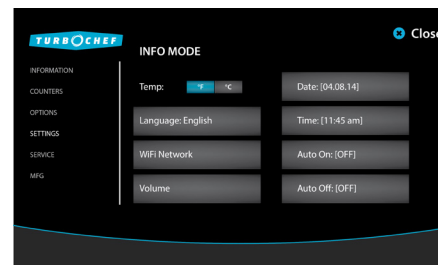 TURBOCHEF
Close
INFO MODE
INFORMATION
COUNTERS
OPTIONS
SETTINGS
SERVICE
MFG
Temp: °F °C
Language: English
WiFi Network
Volume
Date: [04.08.14]
Time: [11:45 am]
Auto On: [OFF]
Auto Off: [OFF]